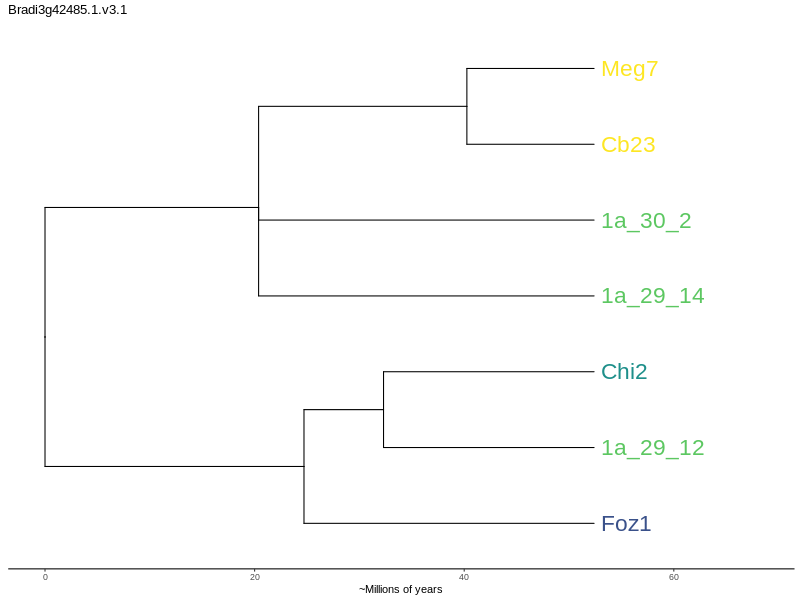 Bradi3g42485.1.v3.1
Meg7
Cb23
1a_30_2
1a_29_14
Chi2
1a_29_12
Foz1
0 20 40 60
~Millions of years